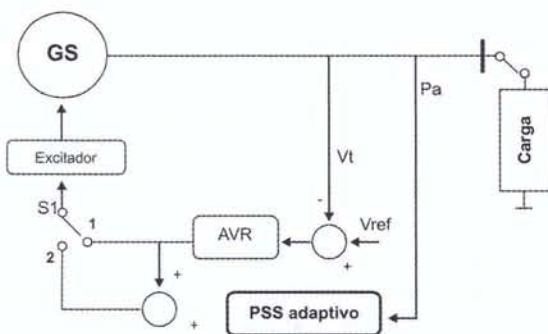 GS
Pa
Carga
Excitador
Vt
S1
1
-
Vref
AVR
2
+
+
+
PSS adaptivo